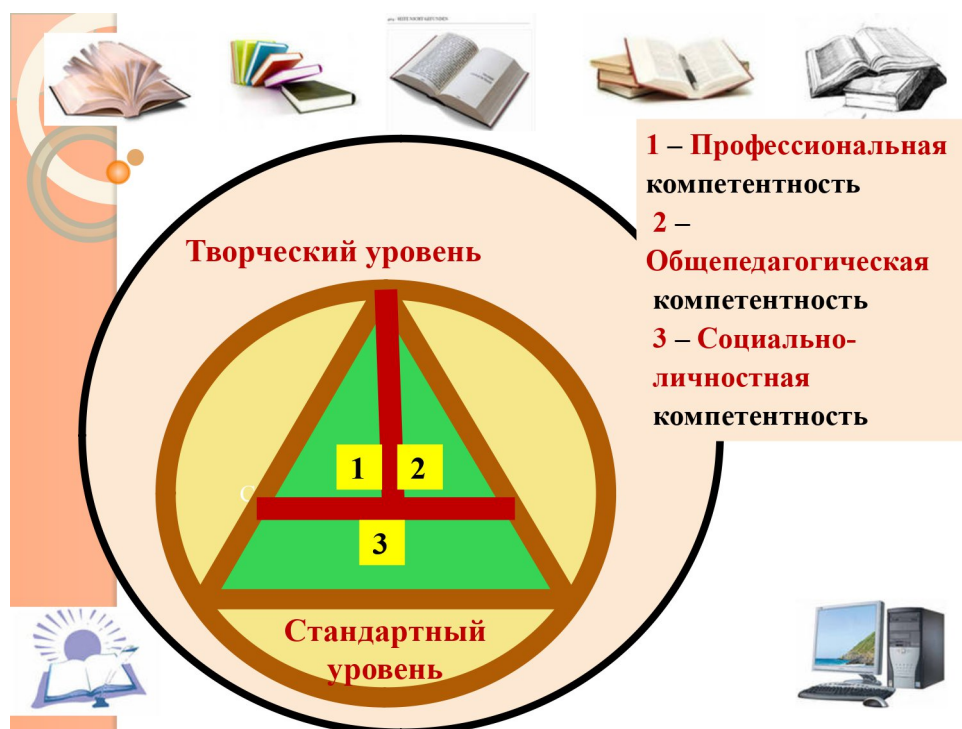 1 – Профессиональная
компетентность
2 –
Общепедагогическая
компетентность
3 – Социально-
личностная
компетентность
Творческий уровень
1
2
3
Стандартный
уровень